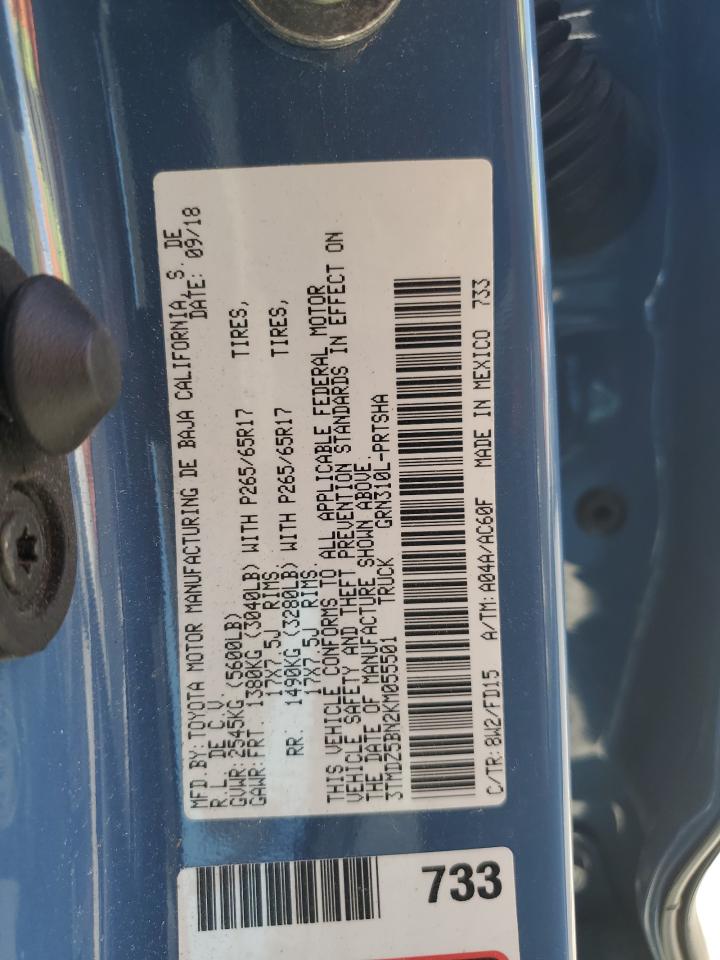 MFD.BY:TOYOTA MOTOR MANUFACTURING DE BAJA CALIFORNIA, S. DE
R.L. DE C.V. DATE: 09/18
GVWR: 2545KG (5600LB)
GAWR:FRT. 1380KG (3040LB) WITH P265/65R17 TIRES,
17X7.5J RIMS
RR. 1490KG (3280LB) WITH P265/65R17 TIRES,
17X7.5J RIMS
THIS VEHICLE CONFORMS TO ALL APPLICABLE FEDERAL MOTOR
VEHICLE SAFETY AND THEFT PREVENTION STANDARDS IN EFFECT ON
THE DATE OF MANUFACTURE SHOWN ABOVE.
3TMDZ5BN2KM055501 TRUCK GRN310L-PRTSHA
C/TR: 8W2/FD15 A/TM: A04A/AC60F MADE IN MEXICO 733
733